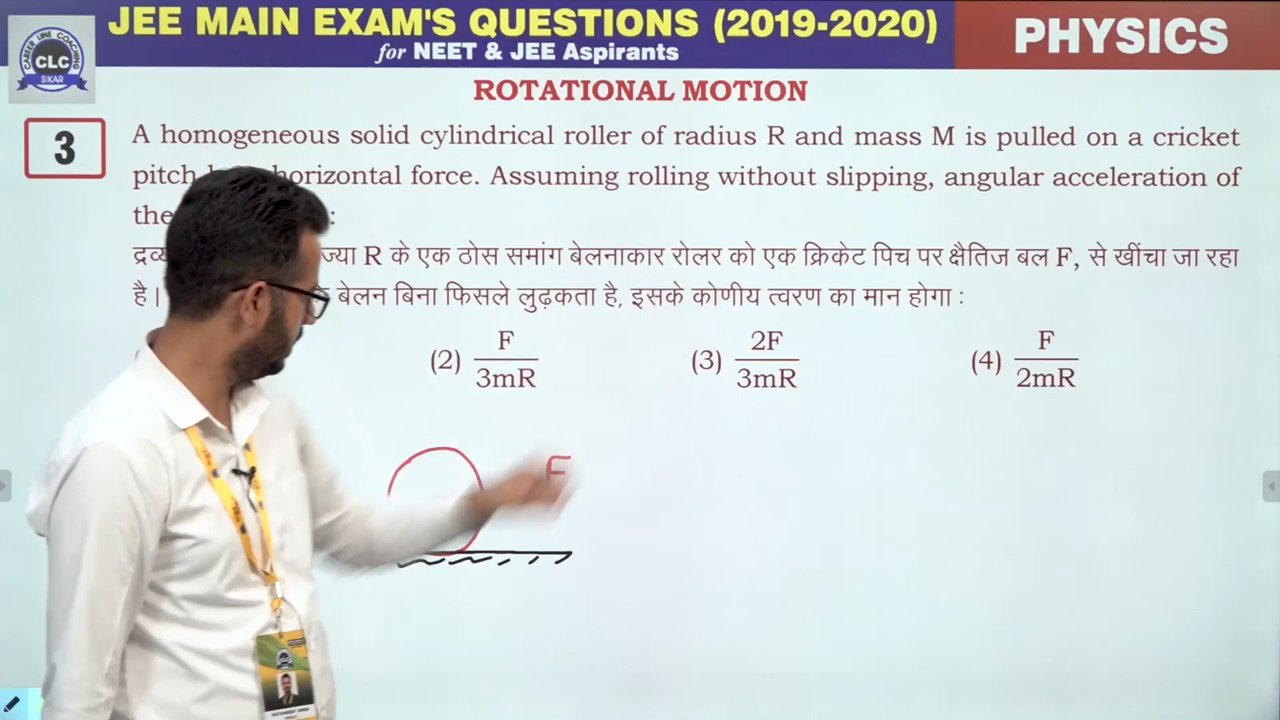 JEE MAIN EXAM'S QUESTIONS (2019-2020)
for NEET & JEE Aspirants
PHYSICS
CAREER LINE COACHING
CLC
SIKAR
ROTATIONAL MOTION
3
A homogeneous solid cylindrical roller of radius R and mass M is pulled on a cricket
pitch horizontal force. Assuming rolling without slipping, angular acceleration of
the :
R के एक ठोस समांग बेलनाकार रोलर को एक क्रिकेट पिच पर क्षैतिज बल F, से खींचा जा रहा
है। बेलन बिना फिसले लुढ़कता है, इसके कोणीय त्वरण का मान होगा :
(2) F/3mR (3) 2F/3mR (4) F/2mR
F